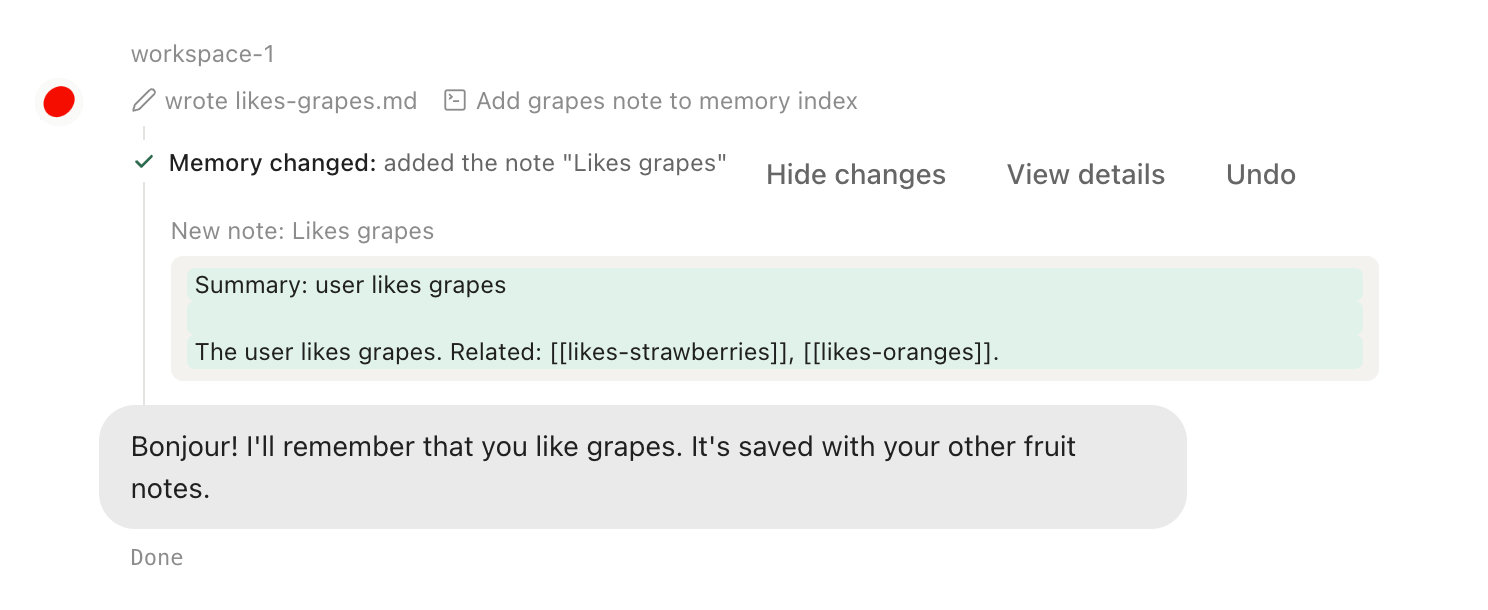 workspace-1
wrote likes-grapes.md Add grapes note to memory index
Memory changed: added the note "Likes grapes" Hide changes View details Undo
New note: Likes grapes
Summary: user likes grapes
The user likes grapes. Related: [[likes-strawberries]], [[likes-oranges]].
Bonjour! I'll remember that you like grapes. It's saved with your other fruit
notes.
Done